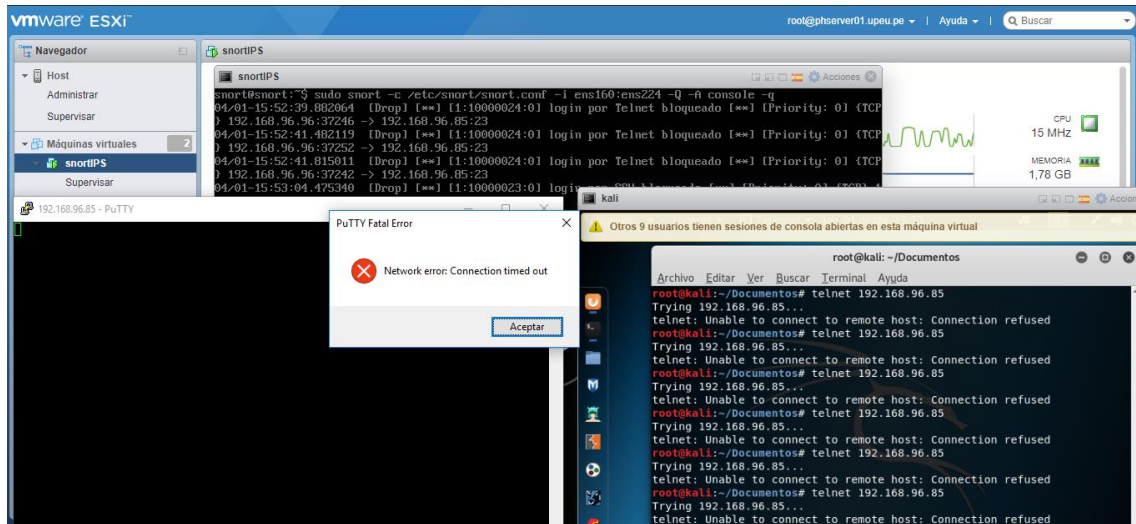 vmware ESXi™
root@phserver01.upeu.pe
Ayuda
Buscar
Navegador
Host
Administrar
Supervisar
Máquinas virtuales 2
snortIPS
Supervisar
snortIPS
snortIPS
Acciones
snort@snort:~$ sudo snort -c /etc/snort/snort.conf -i ens160:ens224 -Q -A console -q
04/01-15:52:39.882064 [Drop] [**] [1:10000024:0] login por Telnet bloqueado [**] [Priority: 0] {TCP
} 192.168.96.96:37246 -> 192.168.96.85:23
04/01-15:52:41.482119 [Drop] [**] [1:10000024:0] login por Telnet bloqueado [**] [Priority: 0] {TCP
} 192.168.96.96:37252 -> 192.168.96.85:23
04/01-15:52:41.815011 [Drop] [**] [1:10000024:0] login por Telnet bloqueado [**] [Priority: 0] {TCP
} 192.168.96.96:37242 -> 192.168.96.85:23
04/01-15:53:04.475340 [Drop] [**] [1:10000023:0] login por SSH bloqueado [**] [Priority: 0] {TCP}
CPU
15 MHz
MEMORIA
1,78 GB
192.168.96.85 - PuTTY
PuTTY Fatal Error
Network error: Connection timed out
Aceptar
kali
Accion
Otros 9 usuarios tienen sesiones de consola abiertas en esta máquina virtual
root@kali: ~/Documentos
Archivo Editar Ver Buscar Terminal Ayuda
root@kali:~/Documentos# telnet 192.168.96.85
Trying 192.168.96.85...
telnet: Unable to connect to remote host: Connection refused
root@kali:~/Documentos# telnet 192.168.96.85
Trying 192.168.96.85...
telnet: Unable to connect to remote host: Connection refused
root@kali:~/Documentos# telnet 192.168.96.85
Trying 192.168.96.85...
telnet: Unable to connect to remote host: Connection refused
root@kali:~/Documentos# telnet 192.168.96.85
Trying 192.168.96.85...
telnet: Unable to connect to remote host: Connection refused
root@kali:~/Documentos# telnet 192.168.96.85
Trying 192.168.96.85...
telnet: Unable to connect to remote host: Connection refused
root@kali:~/Documentos# telnet 192.168.96.85
Trying 192.168.96.85...
telnet: Unable to connect to remote host: Connection refused